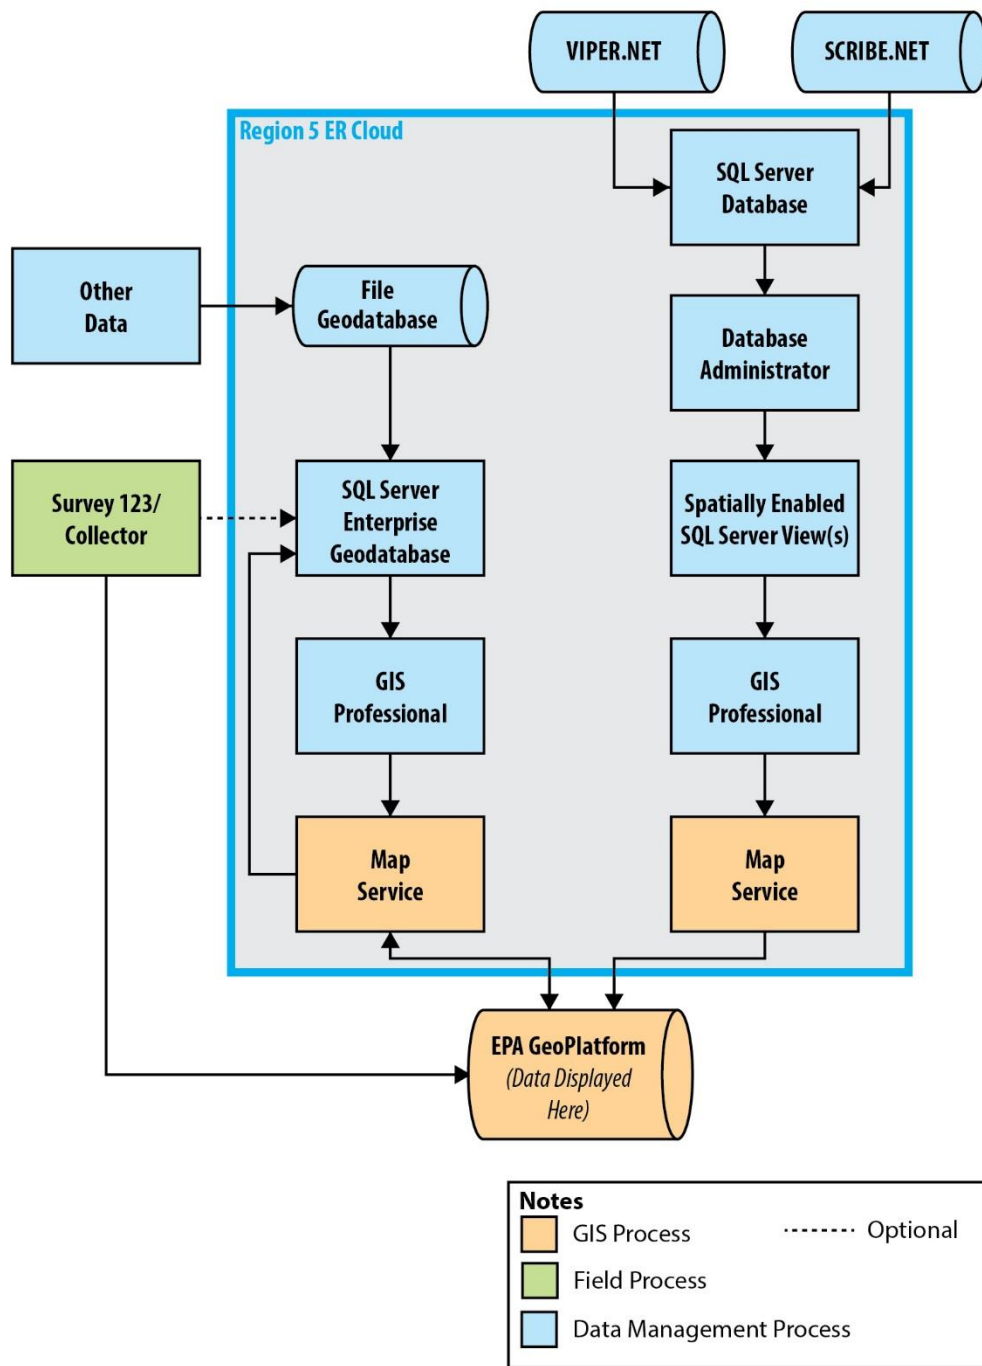 VIPER.NET
SCRIBE.NET
Region 5 ER Cloud
SQL Server
Database
Other
Data
File
Geodatabase
Database
Administrator
Survey 123/
Collector
SQL Server
Enterprise
Geodatabase
Spatially Enabled
SQL Server View(s)
GIS
Professional
GIS
Professional
Map
Service
Map
Service
EPA GeoPlatform
(Data Displayed
Here)
Notes
GIS Process
Optional
Field Process
Data Management Process